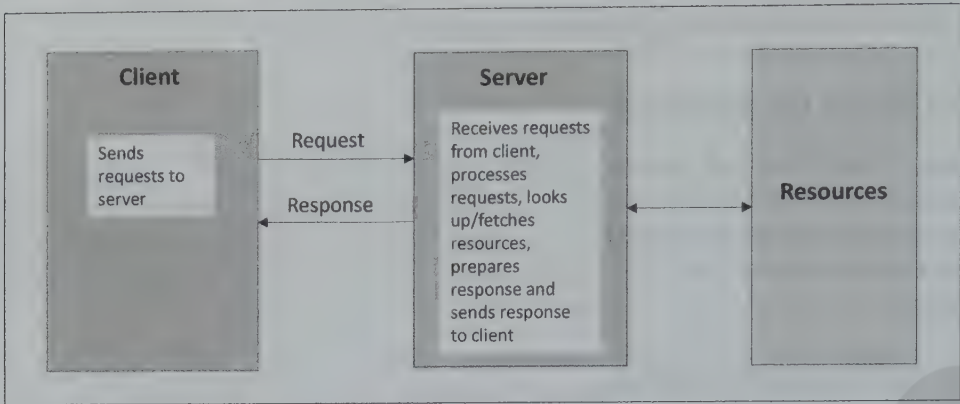 Client
Sends
requests to
server
Request
Response
Server
Receives requests
from client,
processes
requests, looks
up/fetches
resources,
prepares
response and
sends response
to client
Resources